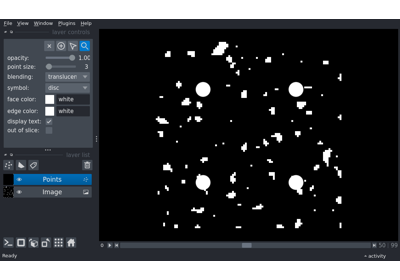 File View Window Plugins Help
layer controls
opacity: 1.00
point size: 3
blending: translucen
symbol: disc
face color: white
edge color: white
display text:
out of slice:
layer list
Points
Image
0 50 99
Ready activity